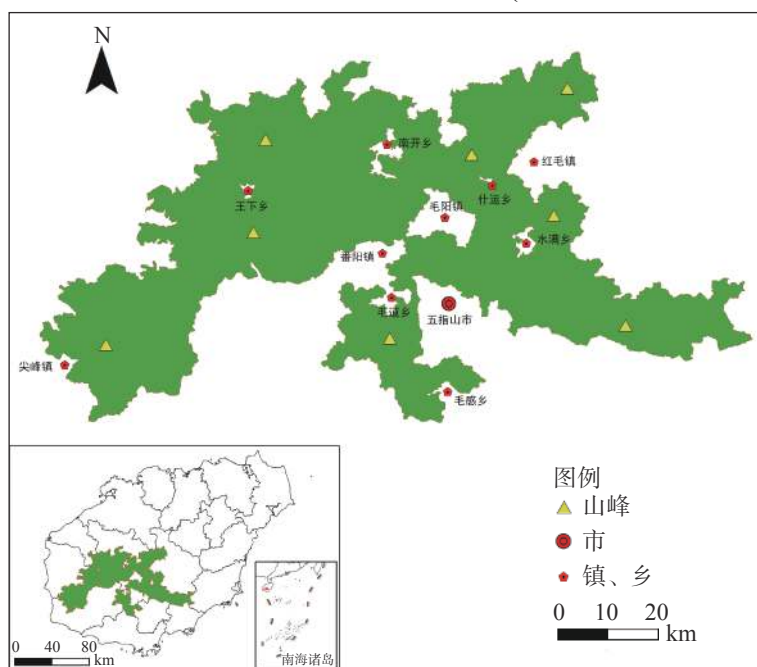 N
南开乡
红毛镇
王下乡
毛阳镇
什运乡
水满乡
番阳镇
毛道乡
五指山市
尖峰镇
毛感乡
图例
山峰
市
镇、乡
0 10 20
km
0 40 80
km
南海诸岛